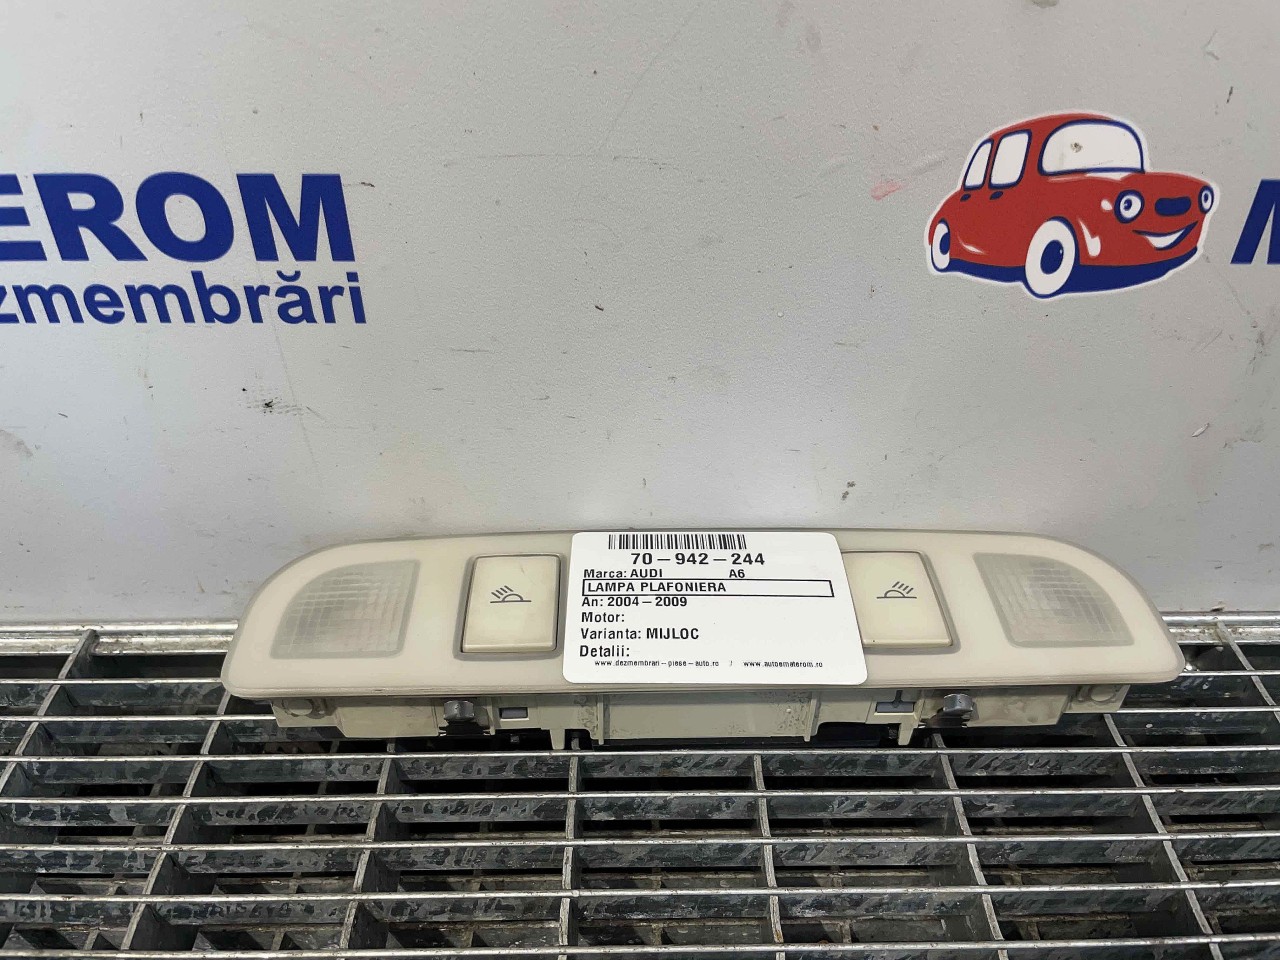 EROM
zmembrări
70-942-244
Marca: AUDI A6
LAMPA PLAFONIERA
An: 2004-2009
Motor:
Varianta: MIJLOC
Detalii:
www.dezmembrari-piese-auto.ro / www.autoematerom.ro